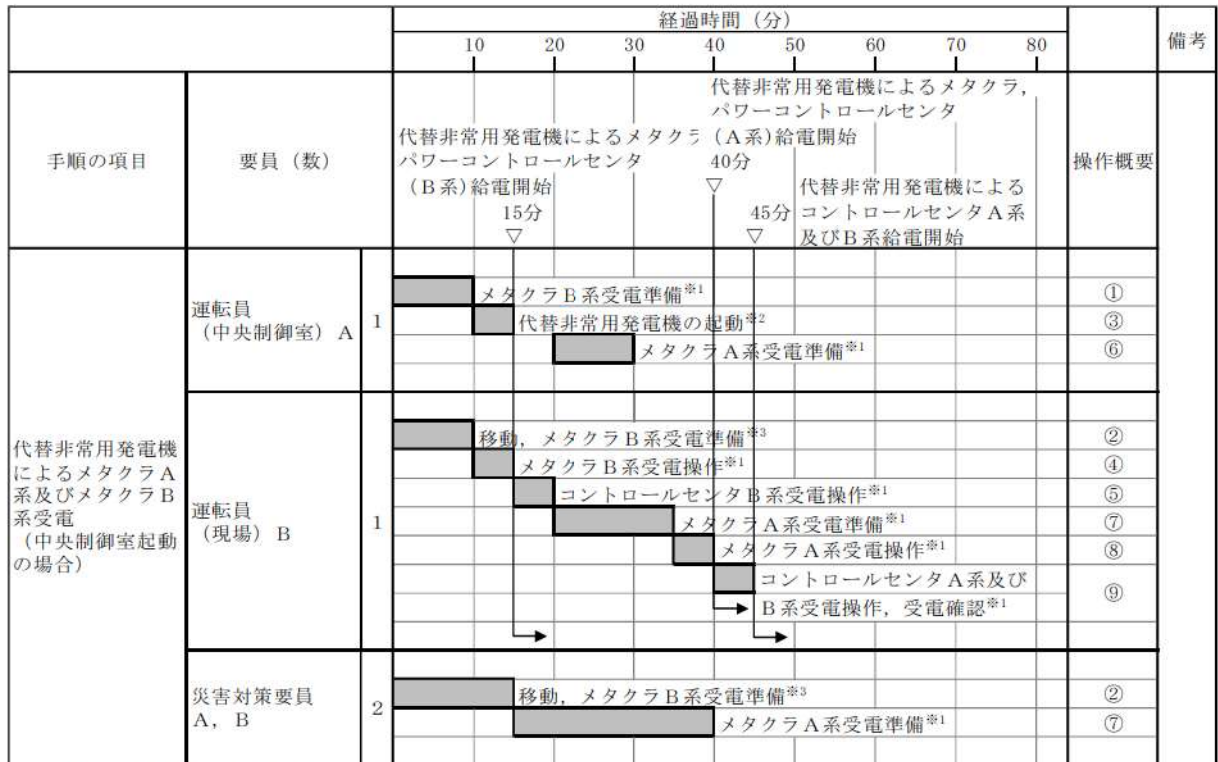 経過時間（分）
10 20 30 40 50 60 70 80
備考
手順の項目
要員（数）
操作概要
代替非常用発電機によるメタクラ
パワーコントロールセンタ
（B系）給電開始
15分
▽
代替非常用発電機によるメタクラ，
パワーコントロールセンタ
（A系）給電開始
40分
▽
45分
▽
代替非常用発電機による
コントロールセンタA系
及びB系給電開始
代替非常用発電機
によるメタクラA
系及びメタクラB
系受電
（中央制御室起動
の場合）
運転員
（中央制御室）A
1
メタクラB系受電準備※1
①
代替非常用発電機の起動※2
③
メタクラA系受電準備※1
⑥
運転員
（現場）B
1
移動，メタクラB系受電準備※3
②
メタクラB系受電操作※1
④
コントロールセンタB系受電操作※1
⑤
メタクラA系受電準備※1
⑦
メタクラA系受電操作※1
⑧
コントロールセンタA系及び
B系受電操作，受電確認※1
⑨
災害対策要員
A，B
2
移動，メタクラB系受電準備※3
②
メタクラA系受電準備※1
⑦